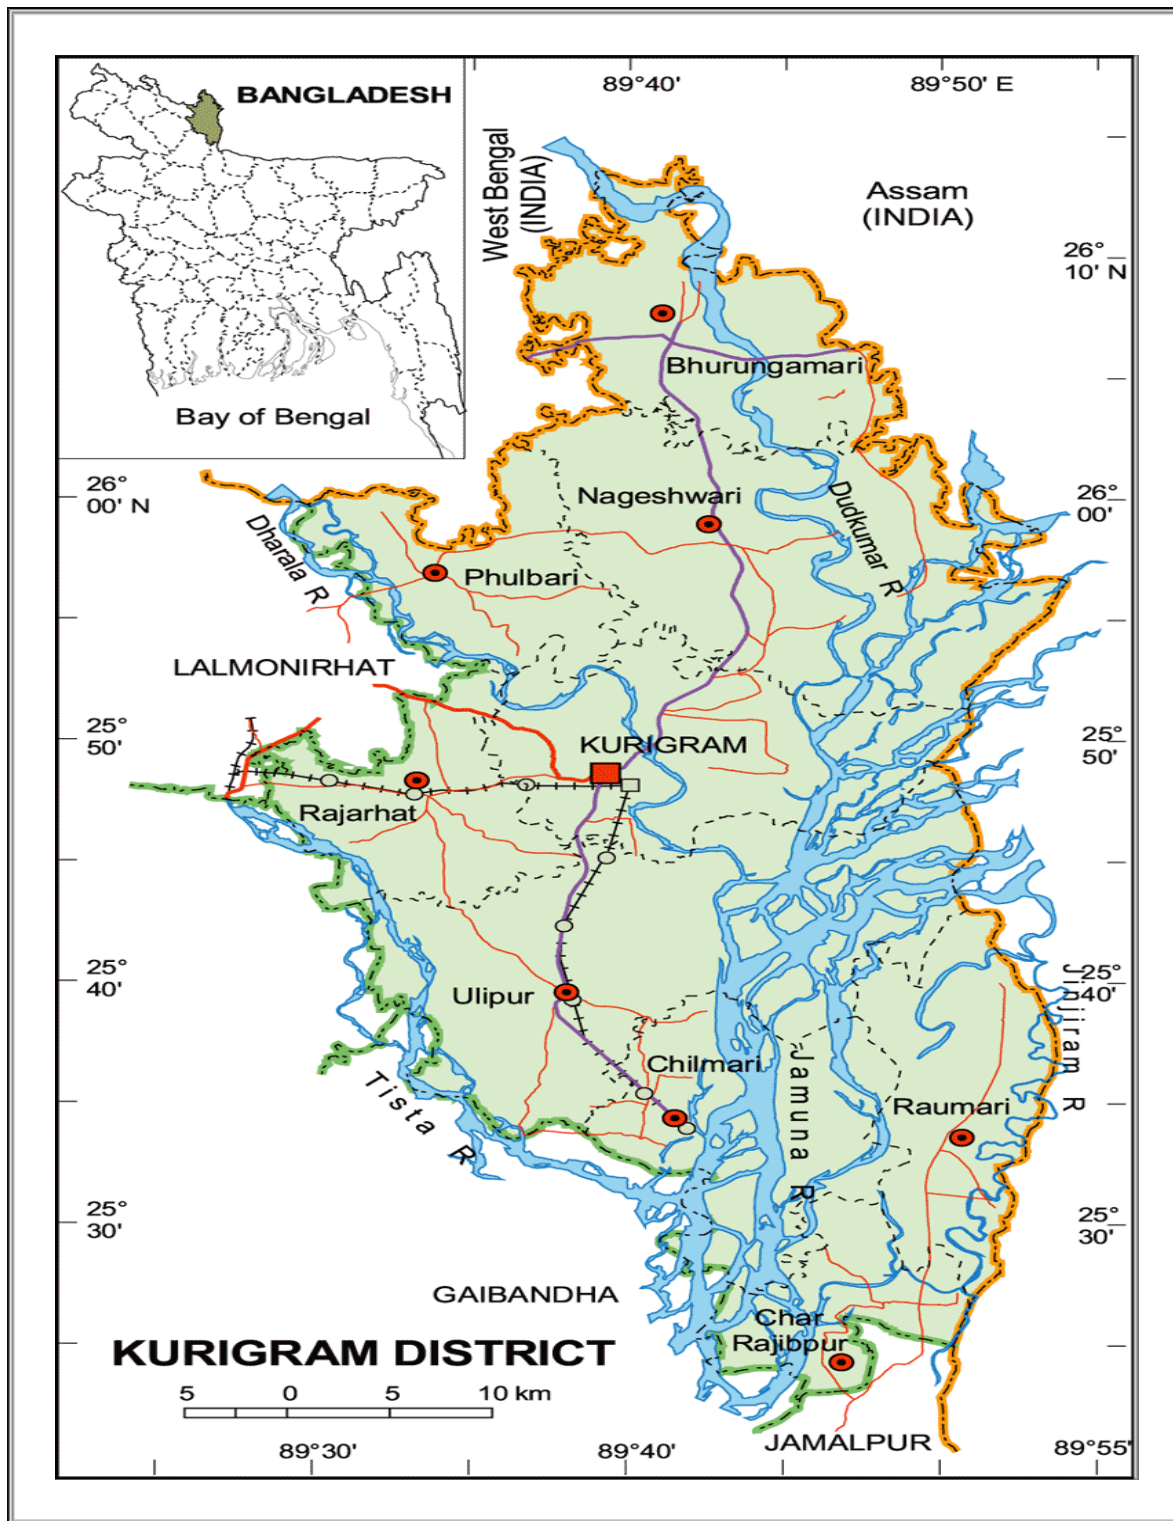 BANGLADESH
Bay of Bengal
89°40'
89°50' E
West Bengal
(INDIA)
Assam
(INDIA)
26°
10' N
Bhurungamari
26°
00' N
Nageshwari
26°
00'
Dudkumar R
Dharala R
Phulbari
LALMONIRHAT
25°
50'
KURIGRAM
25°
50'
Rajarhat
25°
40'
Ulipur
25°
40'
Jinjiram R
Chilmari
Jamuna R
Raumari
Tista R
25°
30'
25°
30'
GAIBANDHA
Char
Rajibpur
KURIGRAM DISTRICT
5 0 5 10 km
JAMALPUR
89°30'
89°40'
89°55'